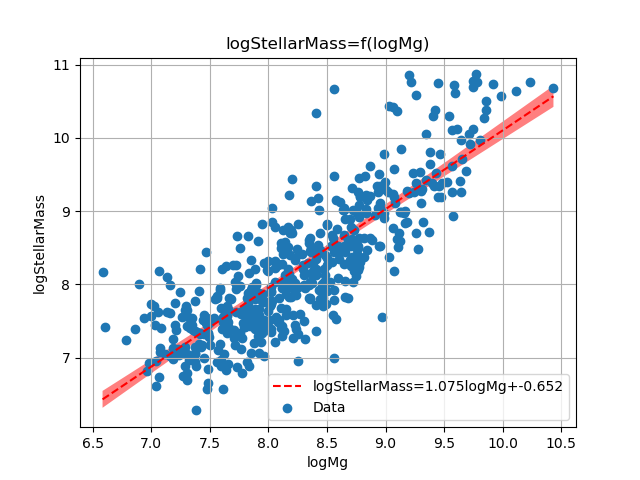 logStellarMass=f(logMg)
11
10
9
8
7
logStellarMass
logStellarMass=1.075logMg+-0.652
Data
6.5 7.0 7.5 8.0 8.5 9.0 9.5 10.0 10.5
logMg